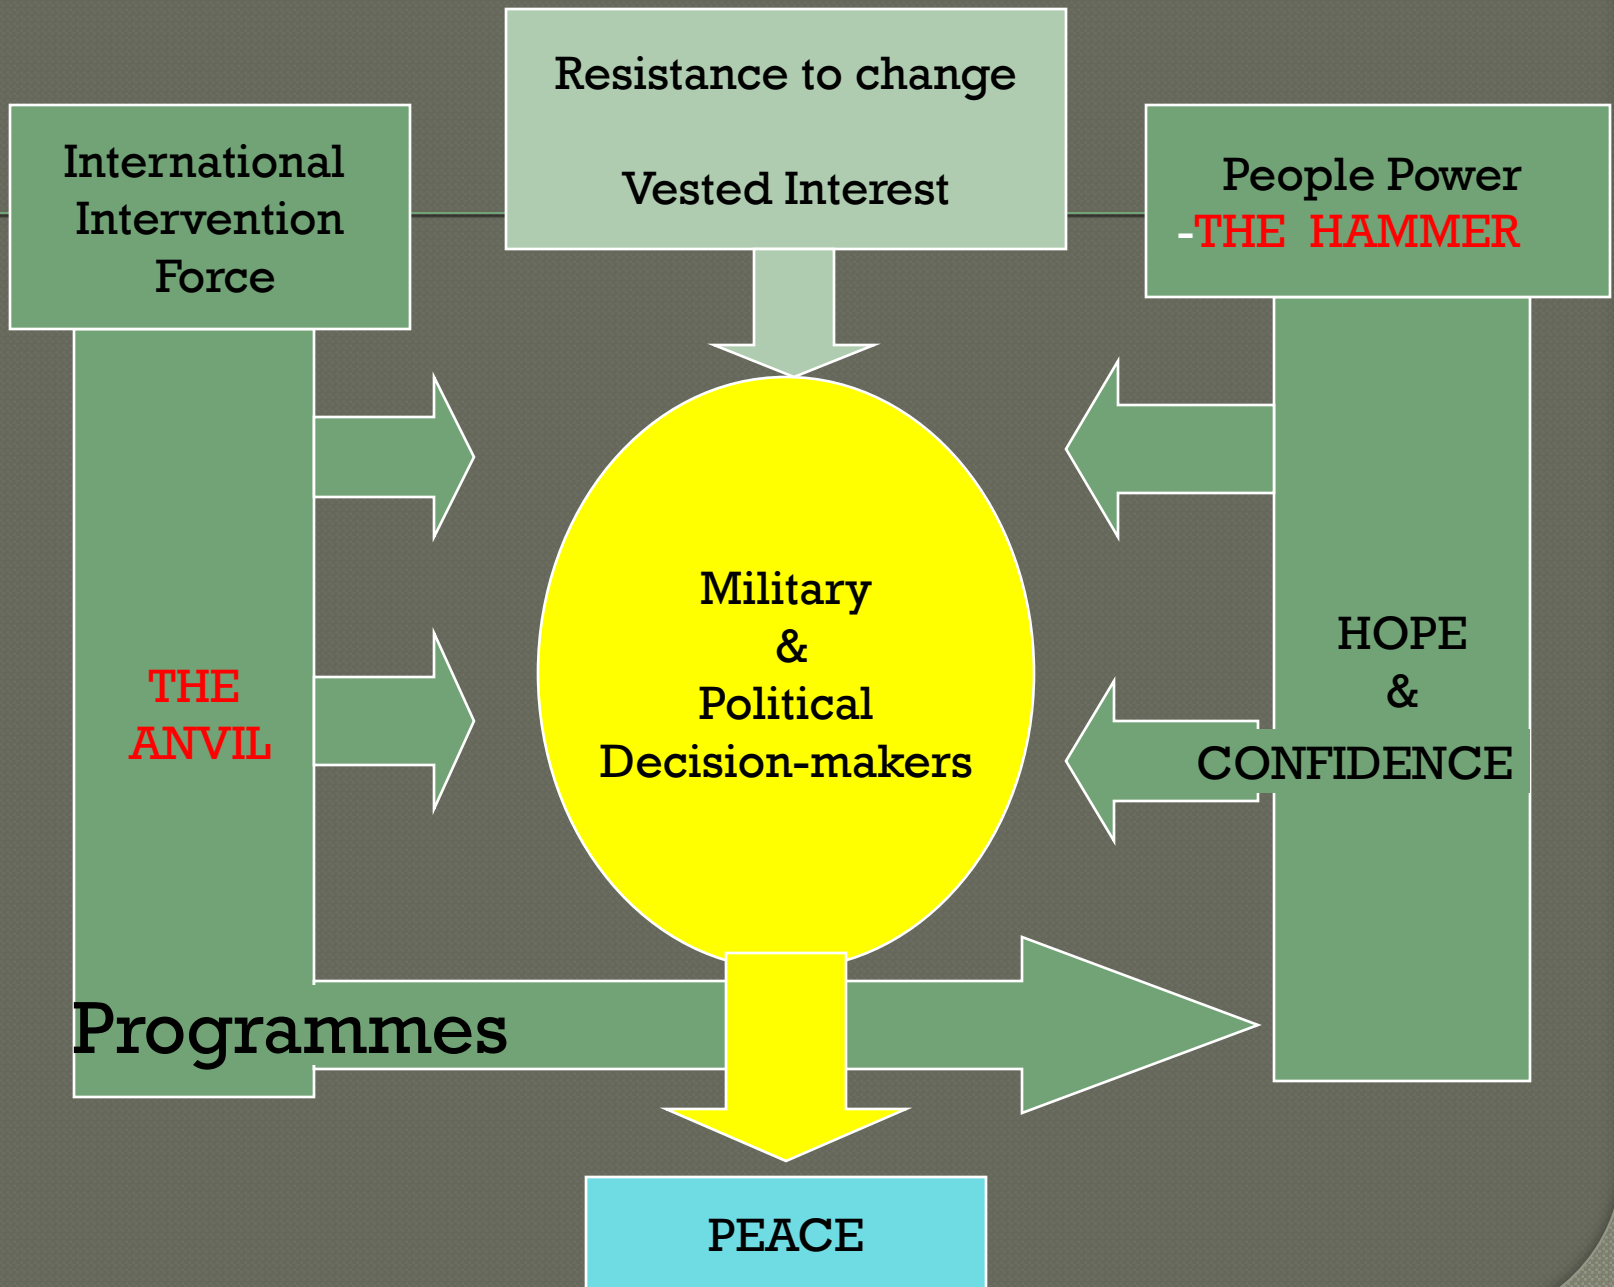 Resistance to change
Vested Interest
International
Intervention
Force
People Power
-THE HAMMER
THE
ANVIL
Military
&
Political
Decision-makers
HOPE
&
CONFIDENCE
Programmes
PEACE